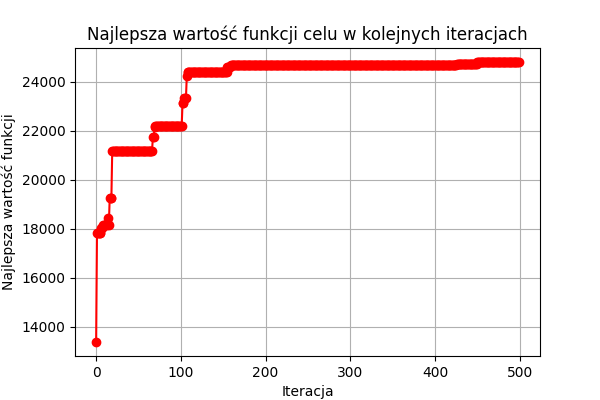 Najlepsza wartość funkcji celu w kolejnych iteracjach
Najlepsza wartość funkcji
24000
22000
20000
18000
16000
14000
0 100 200 300 400 500
Iteracja